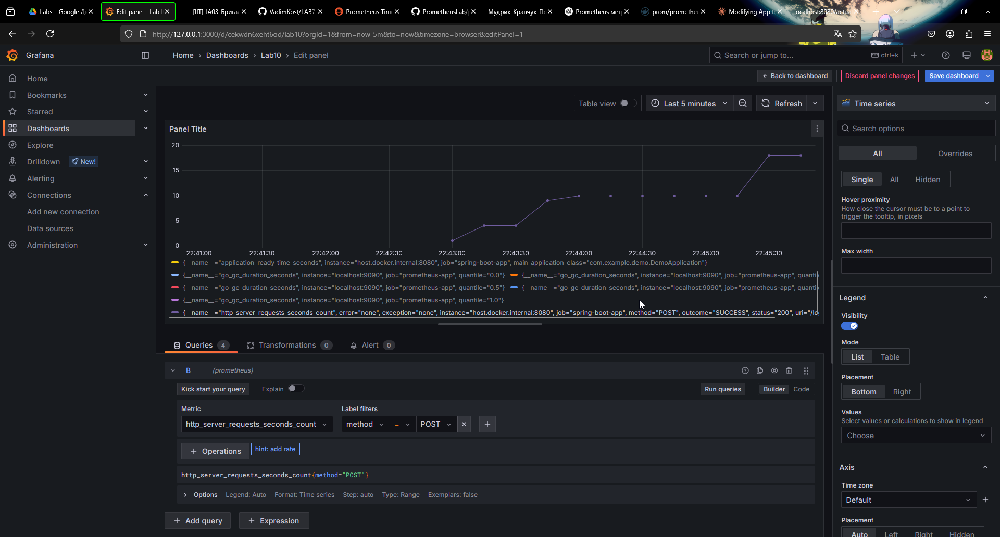 Labs – Google Д
Edit panel - Lab1
[IIT]_IA03_Бригад
VadimKost/LAB7
Prometheus Time
PrometheusLab/
Мудрик_Кравчук_По
Prometheus мет
prom/promethe
Modifying App t
localhost:8080/actua
http://127.0.0.1:3000/d/cekwdn6xeht6od/lab10?orgId=1&from=now-5m&to=now&timezone=browser&editPanel=1
Grafana
Home › Dashboards › Lab10 › Edit panel
Search or jump to...
ctrl+k
Back to dashboard
Discard panel changes
Save dashboard
Home
Bookmarks
Starred
Dashboards
Explore
Drilldown
New!
Alerting
Connections
Add new connection
Data sources
Administration
Table view
Last 5 minutes
Refresh
Panel Title
20
15
10
5
0
22:41:00
22:41:30
22:42:00
22:42:30
22:43:00
22:43:30
22:44:00
22:44:30
22:45:00
22:45:30
{__name__="application_ready_time_seconds", instance="host.docker.internal:8080", job="spring-boot-app", main_application_class="com.example.demo.DemoApplication"}
{__name__="go_gc_duration_seconds", instance="localhost:9090", job="prometheus-app", quantile="0.0"}
{__name__="go_gc_duration_seconds", instance="localhost:9090", job="prometheus-app", quanti
{__name__="go_gc_duration_seconds", instance="localhost:9090", job="prometheus-app", quantile="0.5"}
{__name__="go_gc_duration_seconds", instance="localhost:9090", job="prometheus-app", quanti
{__name__="go_gc_duration_seconds", instance="localhost:9090", job="prometheus-app", quantile="1.0"}
{__name__="http_server_requests_seconds_count", error="none", exception="none", instance="host.docker.internal:8080", job="spring-boot-app", method="POST", outcome="SUCCESS", status="200", uri="/lo
Queries 4
Transformations 0
Alert 0
B
(prometheus)
Kick start your query
Explain
Run queries
Builder
Code
Metric
Label filters
http_server_requests_seconds_count
method
=
POST
+ Operations
hint: add rate
http_server_requests_seconds_count{method="POST"}
Options
Legend: Auto
Format: Time series
Step: auto
Type: Range
Exemplars: false
+ Add query
+ Expression
Time series
Search options
All
Overrides
Single
All
Hidden
Hover proximity
How close the cursor must be to a point to
trigger the tooltip, in pixels
Max width
Legend
Visibility
Mode
List
Table
Placement
Bottom
Right
Values
Select values or calculations to show in legend
Choose
Axis
Time zone
Default
Placement
Auto
Left
Right
Hidden